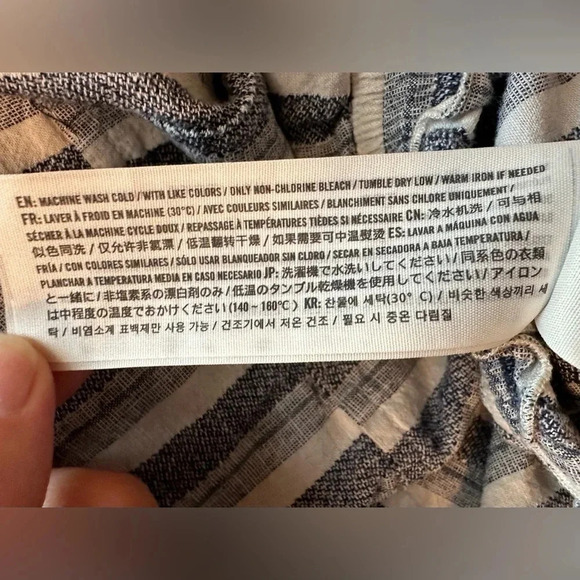 EN: MACHINE WASH COLD / WITH LIKE COLORS / ONLY NON-CHLORINE BLEACH / TUMBLE DRY LOW / WARM IRON IF NEEDED
FR: LAVER À FROID EN MACHINE (30°C) / AVEC COULEURS SIMILAIRES / BLANCHIMENT SANS CHLORE UNIQUEMENT /
SÉCHER À LA MACHINE CYCLE DOUX / REPASSAGE À TEMPÉRATURES TIÈDES SI NÉCESSAIRE CN: 冷水机洗 / 可与相
似色同洗 / 仅允许非氯漂 / 低温翻转干燥 / 如果需要可中温熨烫 ES: LAVAR A MÁQUINA CON AGUA
FRÍA / CON COLORES SIMILARES / SÓLO USAR BLANQUEADOR SIN CLORO / SECAR EN SECADORA A BAJA TEMPERATURA /
PLANCHAR A TEMPERATURA MEDIA EN CASO NECESARIO JP: 洗濯機で水洗いしてください / 同系色の衣類
と一緒に / 非塩素系の漂白剤のみ / 低温のタンブル乾燥機を使用してください / アイロン
は中程度の温度でおかけください(140~160℃) KR: 찬물에 세탁(30° C) / 비슷한 색상끼리 세
탁 / 비염소계 표백제만 사용 가능 / 건조기에서 저온 건조 / 필요 시 중온 다림질